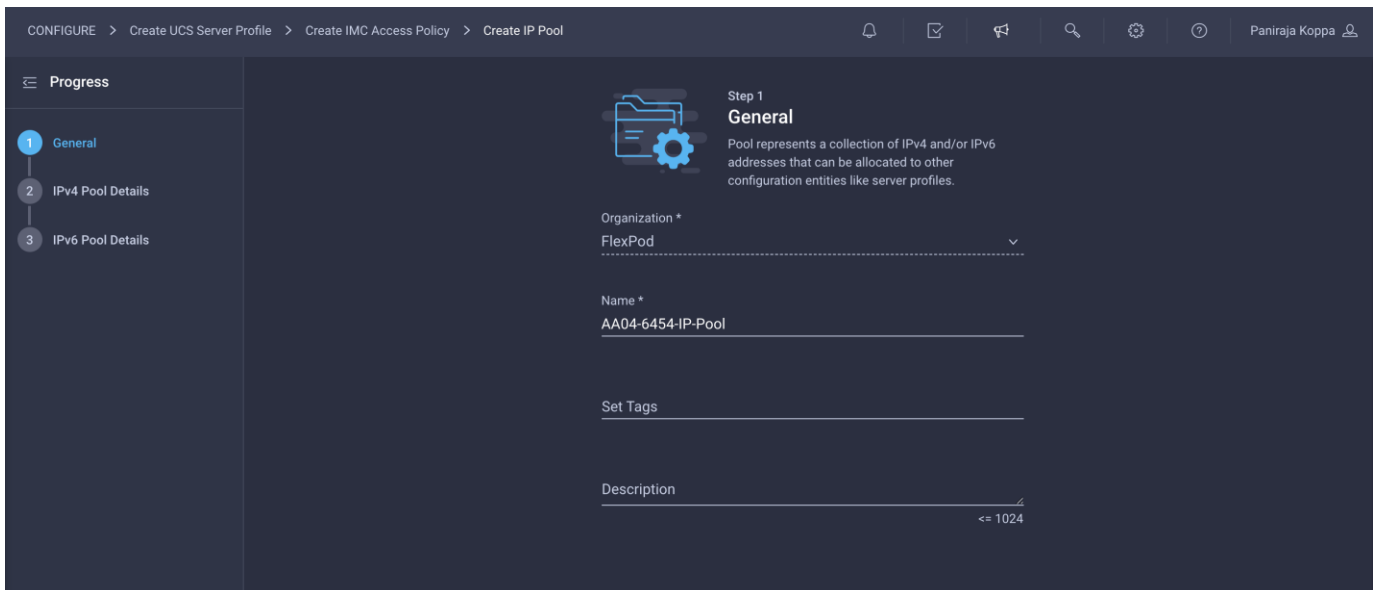 CONFIGURE > Create UCS Server Profile > Create IMC Access Policy > Create IP Pool
Paniraja Koppa
Progress
1 General
2 IPv4 Pool Details
3 IPv6 Pool Details
Step 1
General
Pool represents a collection of IPv4 and/or IPv6
addresses that can be allocated to other
configuration entities like server profiles.
Organization *
FlexPod
Name *
AA04-6454-IP-Pool
Set Tags
Description
<= 1024